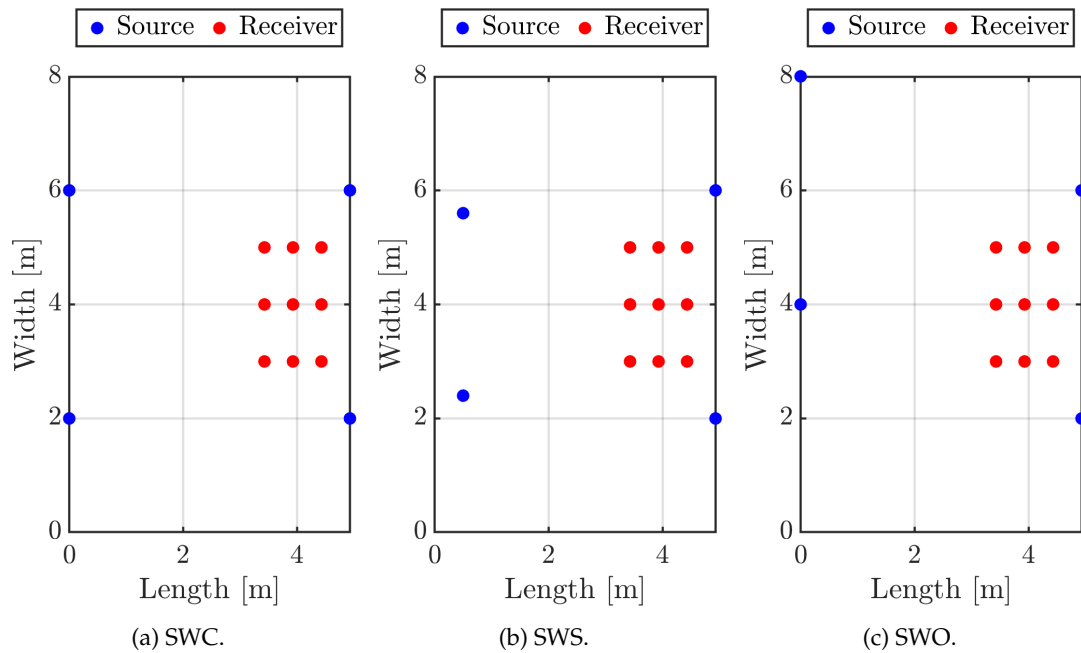 Source Receiver
Source Receiver
Source Receiver
8
6
4
2
0
0 2 4
Width [m]
Length [m]
(a) SWC.
8
6
4
2
0
0 2 4
Width [m]
Length [m]
(b) SWS.
8
6
4
2
0
0 2 4
Width [m]
Length [m]
(c) SWO.